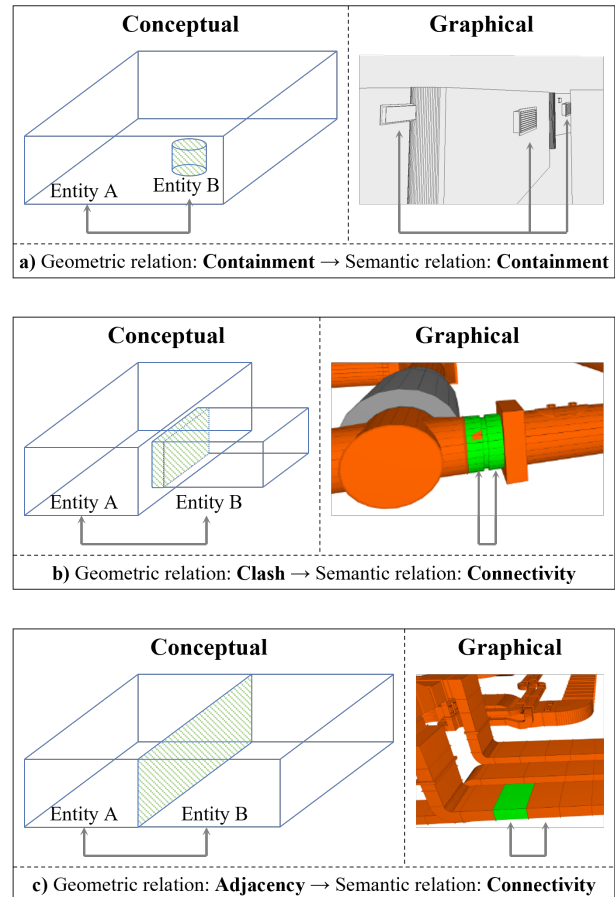 Conceptual
Graphical
Entity A
Entity B
a) Geometric relation: Containment → Semantic relation: Containment
Conceptual
Graphical
Entity A
Entity B
b) Geometric relation: Clash → Semantic relation: Connectivity
Conceptual
Graphical
Entity A
Entity B
c) Geometric relation: Adjacency → Semantic relation: Connectivity